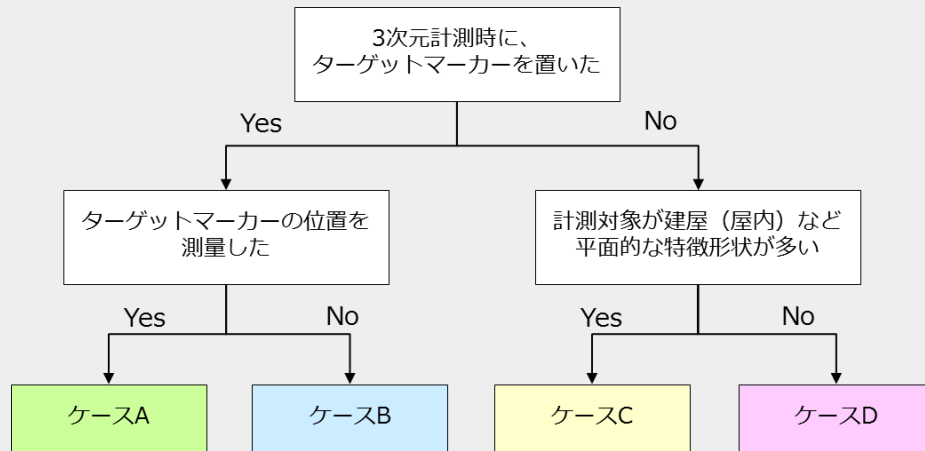 3次元計測時に、
ターゲットマーカーを置いた
Yes
No
ターゲットマーカーの位置を
測量した
計測対象が建屋（屋内）など
平面的な特徴形状が多い
Yes
No
Yes
No
ケースA
ケースB
ケースC
ケースD